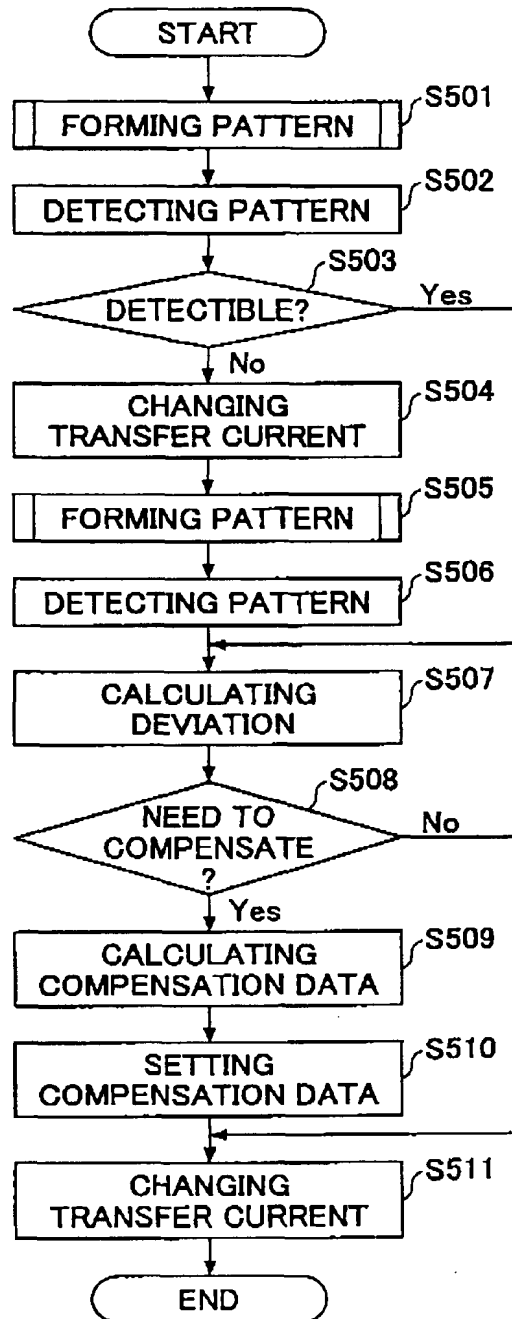 START
FORMING PATTERN
S501
DETECTING PATTERN
S502
DETECTIBLE?
S503
Yes
No
CHANGING
TRANSFER CURRENT
S504
FORMING PATTERN
S505
DETECTING PATTERN
S506
CALCULATING
DEVIATION
S507
NEED TO
COMPENSATE
?
S508
No
Yes
CALCULATING
COMPENSATION DATA
S509
SETTING
COMPENSATION DATA
S510
CHANGING
TRANSFER CURRENT
S511
END